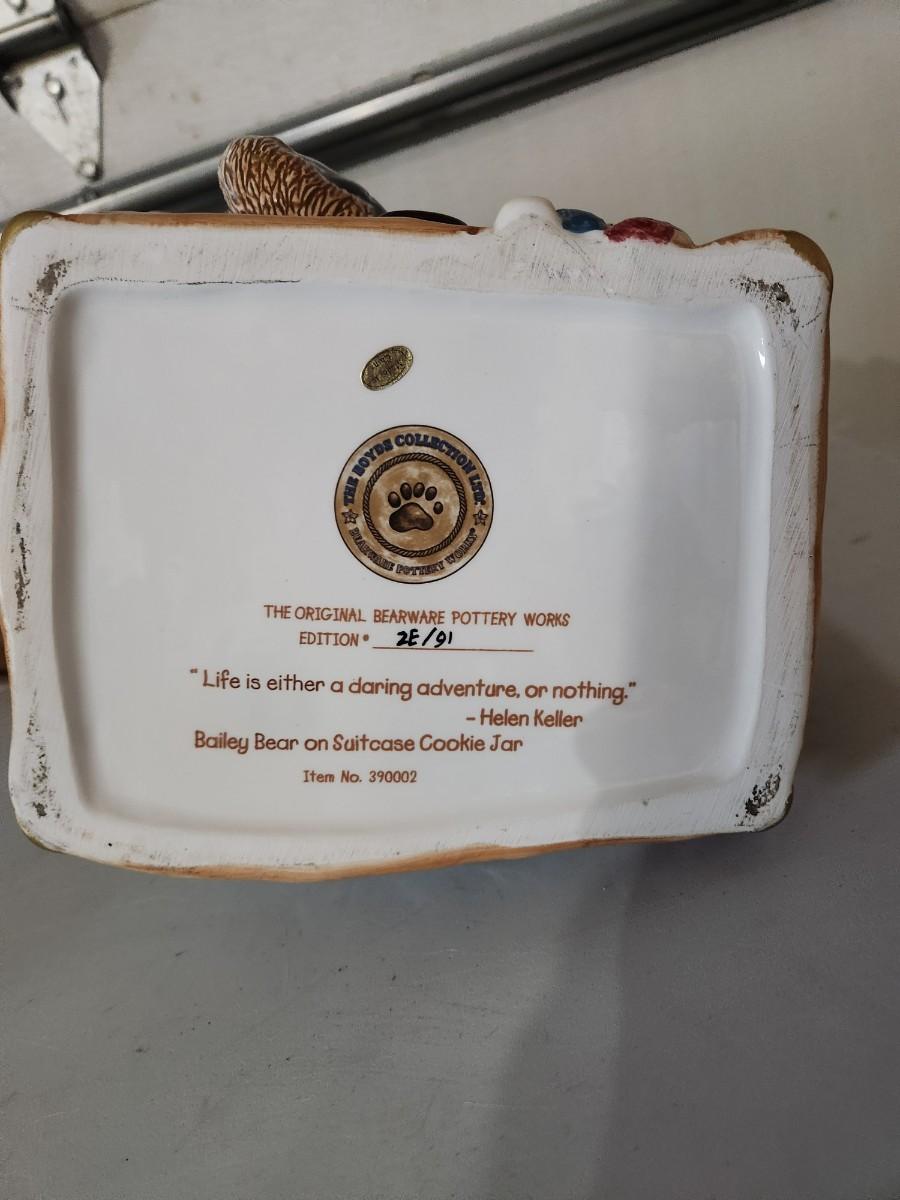 THE BOYDS COLLECTION LTD.
BEARWARE POTTERY WORKS
THE ORIGINAL BEARWARE POTTERY WORKS
EDITION 2E/91
"Life is either a daring adventure, or nothing."
- Helen Keller
Bailey Bear on Suitcase Cookie Jar
Item No. 390002